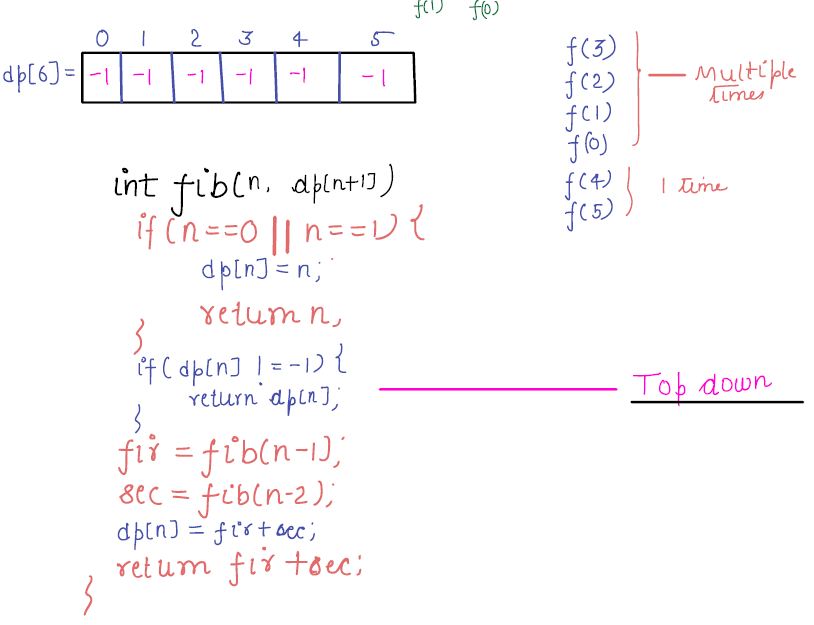 f(1) f(0)
0 1 2 3 4 5
dp[6] = -1 -1 -1 -1 -1 -1
f(3)
f(2)
f(1)
f(0)
Multiple
Times
f(4)
f(5)
1 time
int fib(n, dp[n+1])
if (n==0 || n==1) {
dp[n] = n;
return n,
}
if( dp[n] != -1) {
return dp[n];
}
Top down
fir = fib(n-1);
sec = fib(n-2);
dp[n] = fir+sec;
return fir +sec;
}